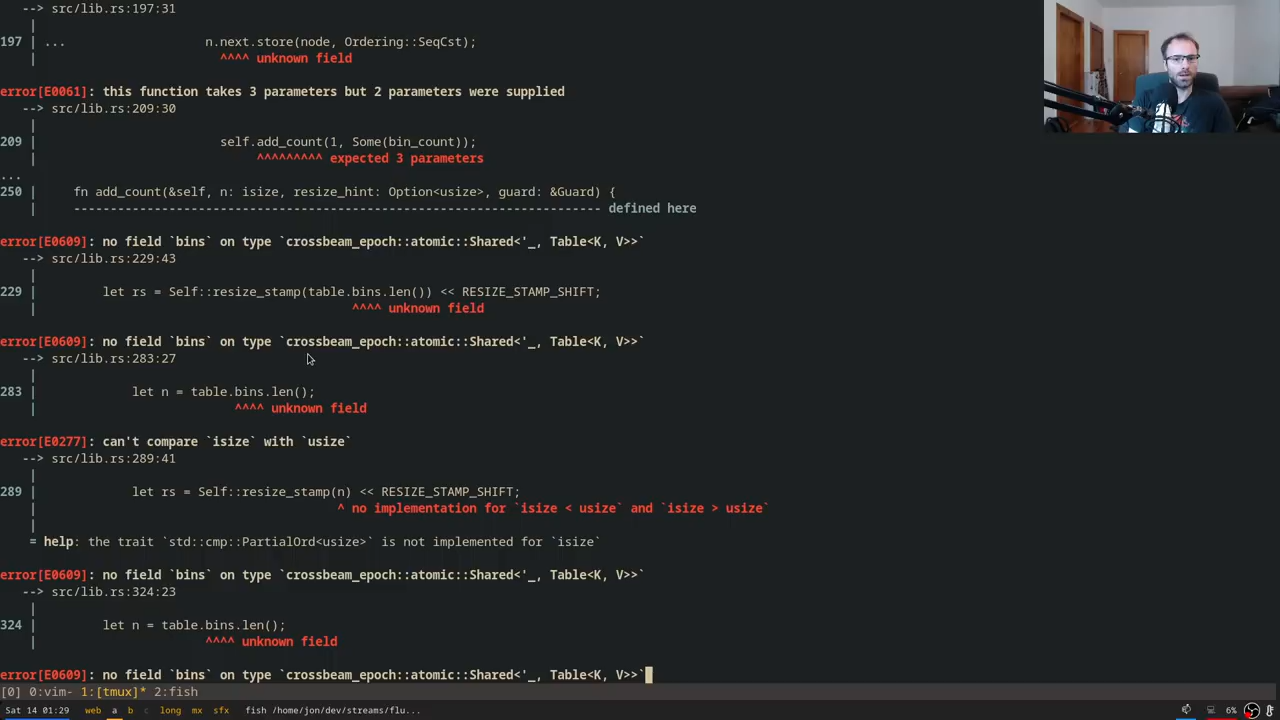 --> src/lib.rs:197:31
|
197 | ... n.next.store(node, Ordering::SeqCst);
| ^^^^ unknown field
error[E0061]: this function takes 3 parameters but 2 parameters were supplied
--> src/lib.rs:209:30
|
209 | self.add_count(1, Some(bin_count));
| ^^^^^^^^^ expected 3 parameters
...
250 | fn add_count(&self, n: isize, resize_hint: Option<usize>, guard: &Guard) {
| ----------------------------------------------------------------------- defined here
error[E0609]: no field `bins` on type `crossbeam_epoch::atomic::Shared<'_, Table<K, V>>`
--> src/lib.rs:229:43
|
229 | let rs = Self::resize_stamp(table.bins.len()) << RESIZE_STAMP_SHIFT;
| ^^^^ unknown field
error[E0609]: no field `bins` on type `crossbeam_epoch::atomic::Shared<'_, Table<K, V>>`
--> src/lib.rs:283:27
|
283 | let n = table.bins.len();
| ^^^^ unknown field
error[E0277]: can't compare `isize` with `usize`
--> src/lib.rs:289:41
|
289 | let rs = Self::resize_stamp(n) << RESIZE_STAMP_SHIFT;
| ^ no implementation for `isize < usize` and `isize > usize`
|
= help: the trait `std::cmp::PartialOrd<usize>` is not implemented for `isize`
error[E0609]: no field `bins` on type `crossbeam_epoch::atomic::Shared<'_, Table<K, V>>`
--> src/lib.rs:324:23
|
324 | let n = table.bins.len();
| ^^^^ unknown field
error[E0609]: no field `bins` on type `crossbeam_epoch::atomic::Shared<'_, Table<K, V>>`
[0] 0:vim- 1:[tmux]* 2:fish
Sat 14 01:29 web a b c long mx sfx fish /home/jon/dev/streams/flu... 6%